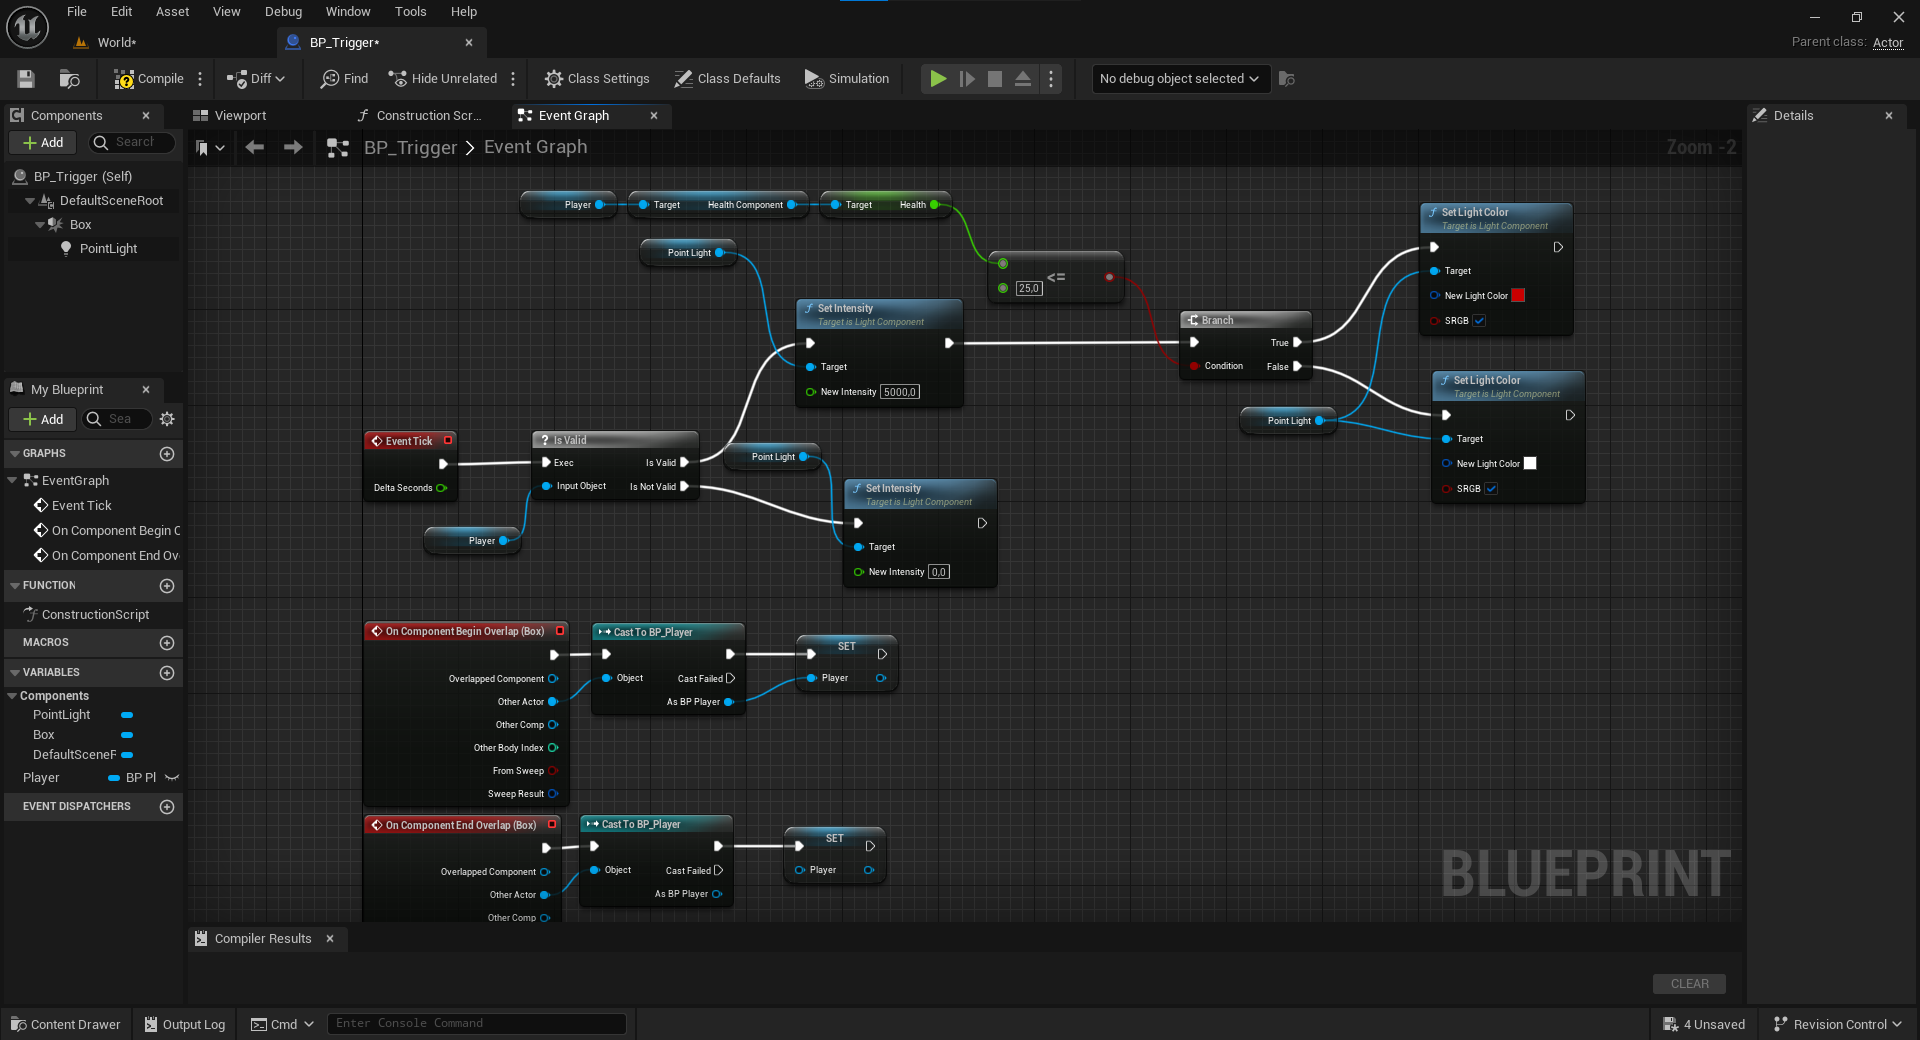 File Edit Asset View Debug Window Tools Help
World*
BP_Trigger*
Parent class: Actor
Compile
Diff
Find
Hide Unrelated
Class Settings
Class Defaults
Simulation
No debug object selected
Components
Add
Search
BP_Trigger (Self)
DefaultSceneRoot
Box
PointLight
My Blueprint
Add
Sea
GRAPHS
EventGraph
Event Tick
On Component Begin C
On Component End Ov
FUNCTION
ConstructionScript
MACROS
VARIABLES
Components
PointLight
Box
DefaultSceneR
Player BP Pl
EVENT DISPATCHERS
Viewport
Construction Scr...
Event Graph
BP_Trigger > Event Graph
Zoom -2
Player
Target Health Component
Target Health
Point Light
<=
25,0
Set Intensity
Target is Light Component
Target
New Intensity 5000,0
Branch
True
Condition False
Set Light Color
Target is Light Component
Target
New Light Color
SRGB
Set Light Color
Target is Light Component
Target
New Light Color
SRGB
Point Light
Event Tick
Delta Seconds
Is Valid
Exec Is Valid
Input Object Is Not Valid
Player
Point Light
Set Intensity
Target is Light Component
Target
New Intensity 0,0
On Component Begin Overlap (Box)
Overlapped Component
Other Actor
Other Comp
Other Body Index
From Sweep
Sweep Result
Cast To BP_Player
Object Cast Failed
As BP Player
SET
Player
On Component End Overlap (Box)
Overlapped Component
Other Actor
Other Comp
Cast To BP_Player
Object Cast Failed
As BP Player
SET
Player
BLUEPRINT
Compiler Results
CLEAR
Details
Content Drawer
Output Log
Cmd
Enter Console Command
4 Unsaved
Revision Control